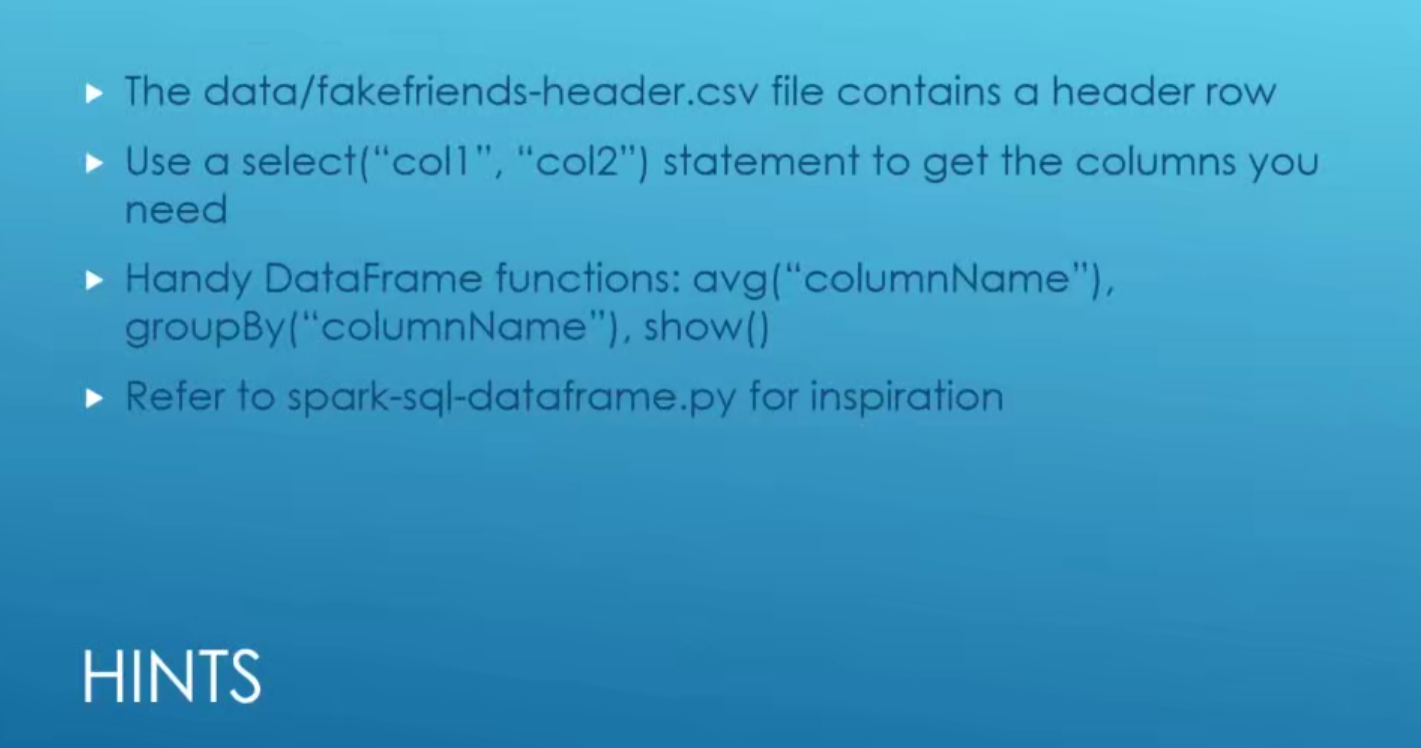 The data/fakefriends-header.csv file contains a header row
Use a select(“col1”, “col2”) statement to get the columns you
need
Handy DataFrame functions: avg(“columnName”),
groupBy(“columnName”), show()
Refer to spark-sql-dataframe.py for inspiration
HINTS